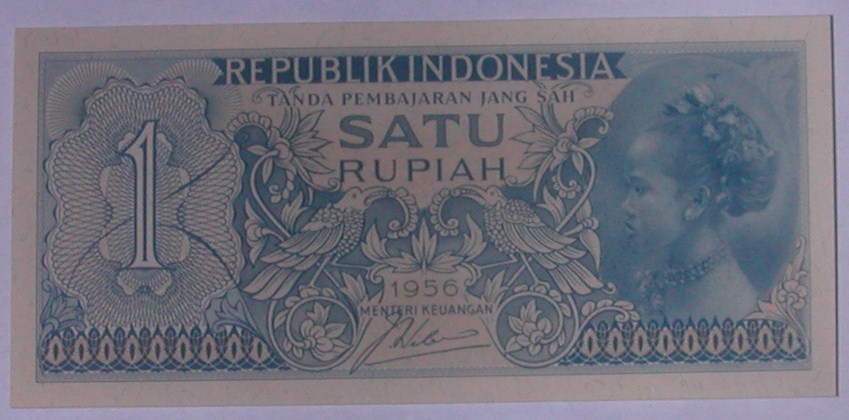 REPUBLIK INDONESIA
TANDA PEMBAJARAN JANG SAH
SATU
RUPIAH
1
1956
MENTERI KEUANGAN